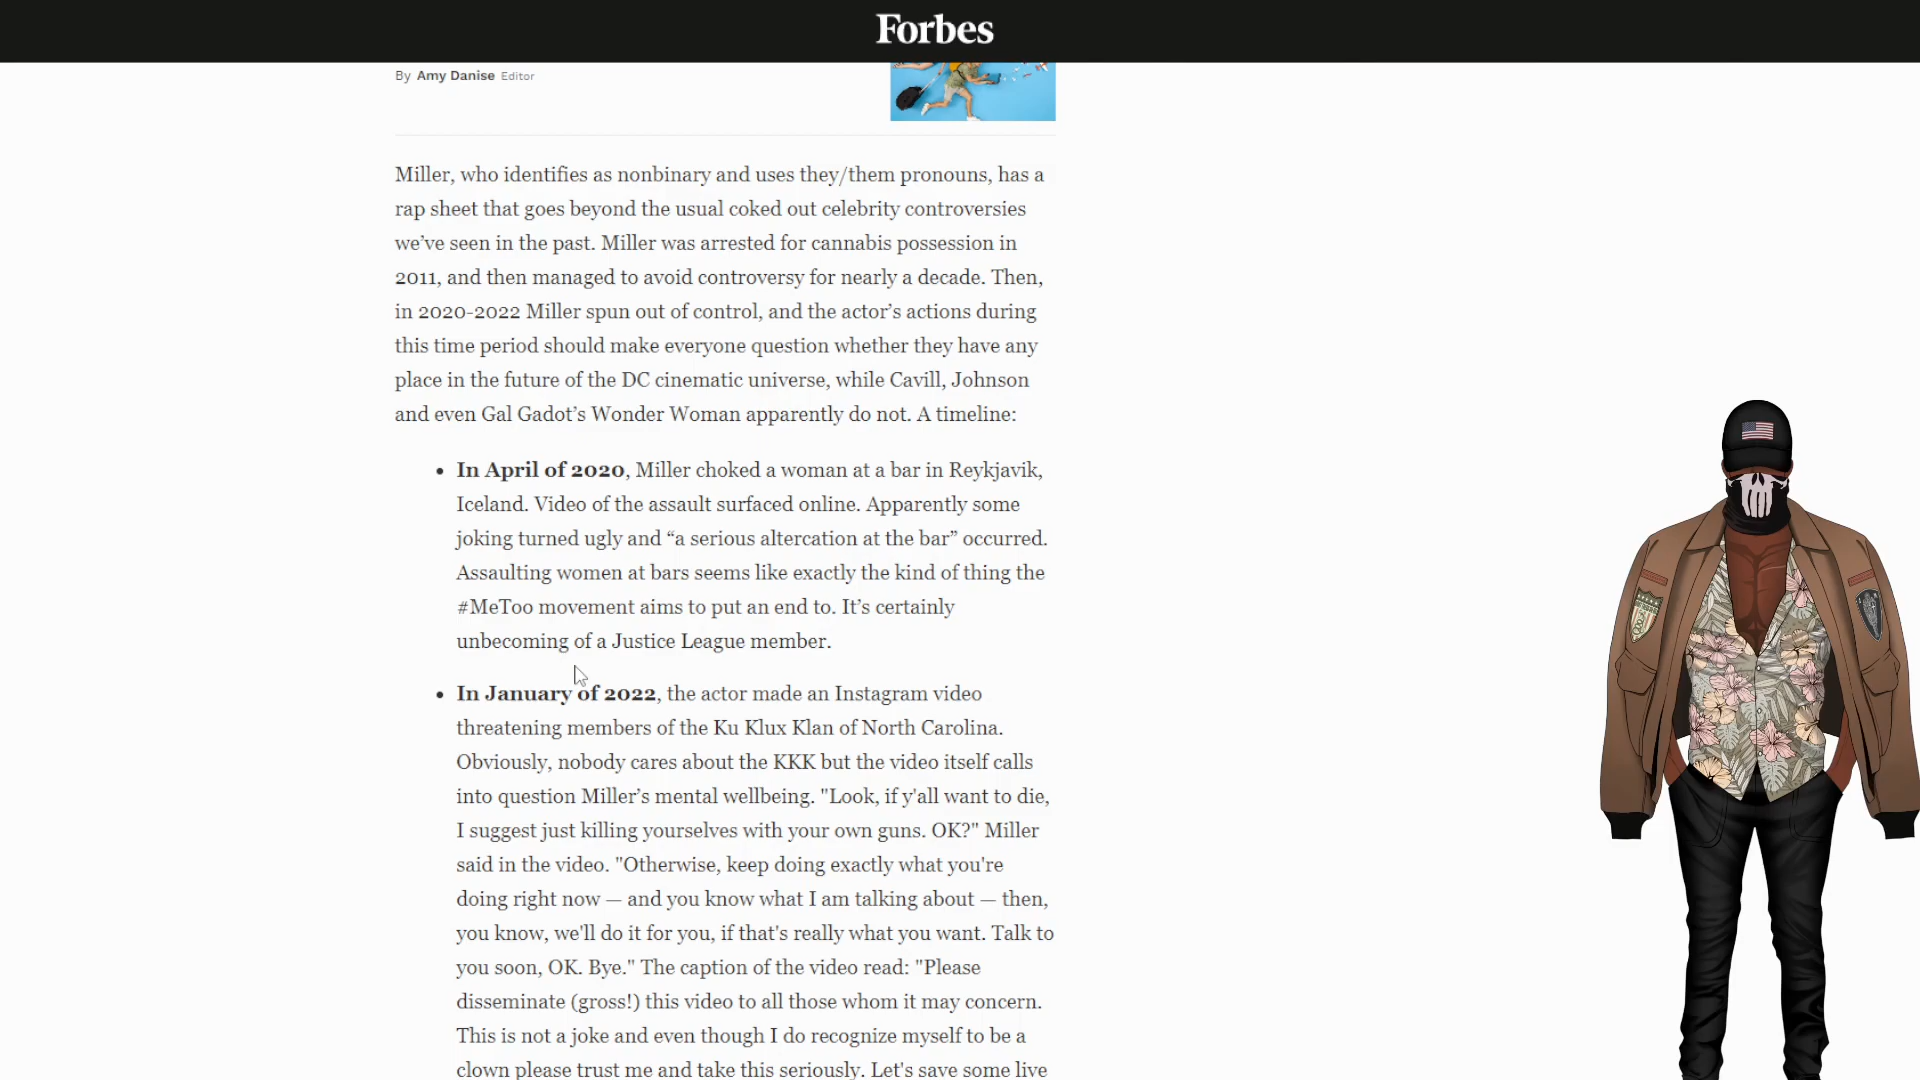 Forbes
By Amy Danise Editor
Miller, who identifies as nonbinary and uses they/them pronouns, has a
rap sheet that goes beyond the usual coked out celebrity controversies
we’ve seen in the past. Miller was arrested for cannabis possession in
2011, and then managed to avoid controversy for nearly a decade. Then,
in 2020-2022 Miller spun out of control, and the actor’s actions during
this time period should make everyone question whether they have any
place in the future of the DC cinematic universe, while Cavill, Johnson
and even Gal Gadot’s Wonder Woman apparently do not. A timeline:
• In April of 2020, Miller choked a woman at a bar in Reykjavik,
Iceland. Video of the assault surfaced online. Apparently some
joking turned ugly and “a serious altercation at the bar” occurred.
Assaulting women at bars seems like exactly the kind of thing the
#MeToo movement aims to put an end to. It’s certainly
unbecoming of a Justice League member.
• In January of 2022, the actor made an Instagram video
threatening members of the Ku Klux Klan of North Carolina.
Obviously, nobody cares about the KKK but the video itself calls
into question Miller’s mental wellbeing. "Look, if y'all want to die,
I suggest just killing yourselves with your own guns. OK?" Miller
said in the video. "Otherwise, keep doing exactly what you're
doing right now — and you know what I am talking about — then,
you know, we'll do it for you, if that's really what you want. Talk to
you soon, OK. Bye." The caption of the video read: "Please
disseminate (gross!) this video to all those whom it may concern.
This is not a joke and even though I do recognize myself to be a
clown please trust me and take this seriously. Let's save some live